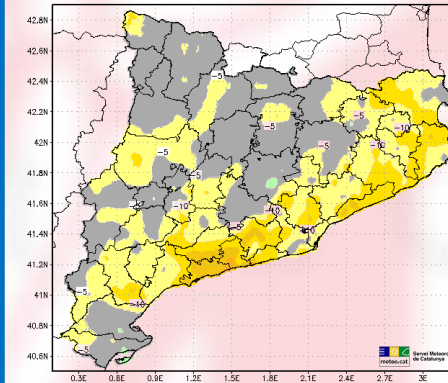 42.8N
42.6N
42.4N
42.2N
42N
41.8N
41.6N
41.4N
41.2N
41N
40.8N
40.6N
-5
-5
-10
-5
-10
-5
-5
-10
-10
-5
-10
-10
-5
0.3E 0.6E 0.9E 1.2E 1.5E 1.8E 2.1E 2.4E 2.7E 3E
meteo.cat
Servei Meteor
de Catalunya